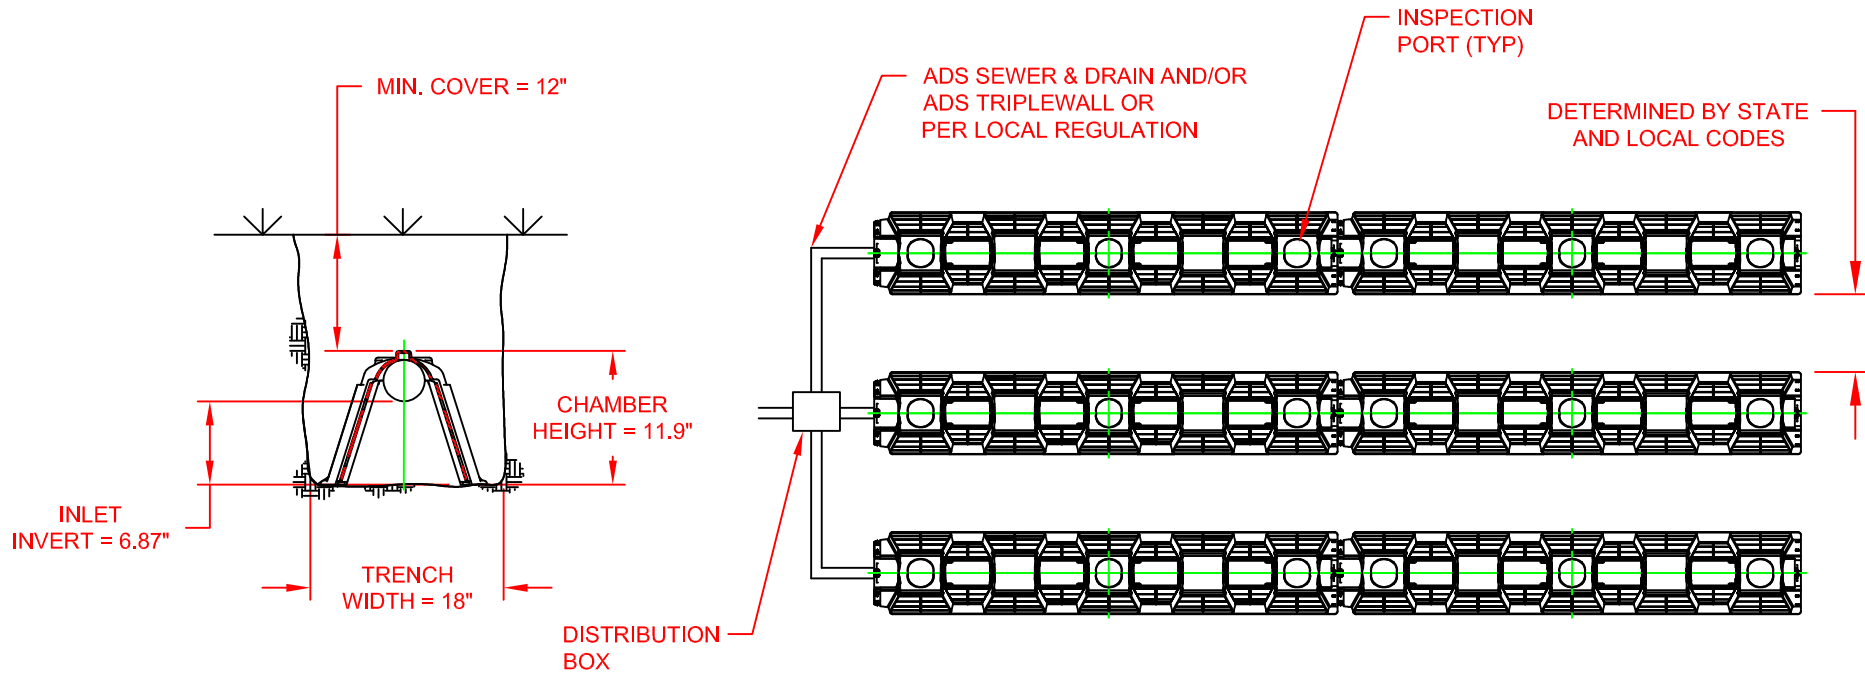 MIN. COVER = 12"
CHAMBER
HEIGHT = 11.9"
INLET
INVERT = 6.87"
TRENCH
WIDTH = 18"
ADS SEWER & DRAIN AND/OR
ADS TRIPLEWALL OR
PER LOCAL REGULATION
INSPECTION
PORT (TYP)
DETERMINED BY STATE
AND LOCAL CODES
DISTRIBUTION
BOX